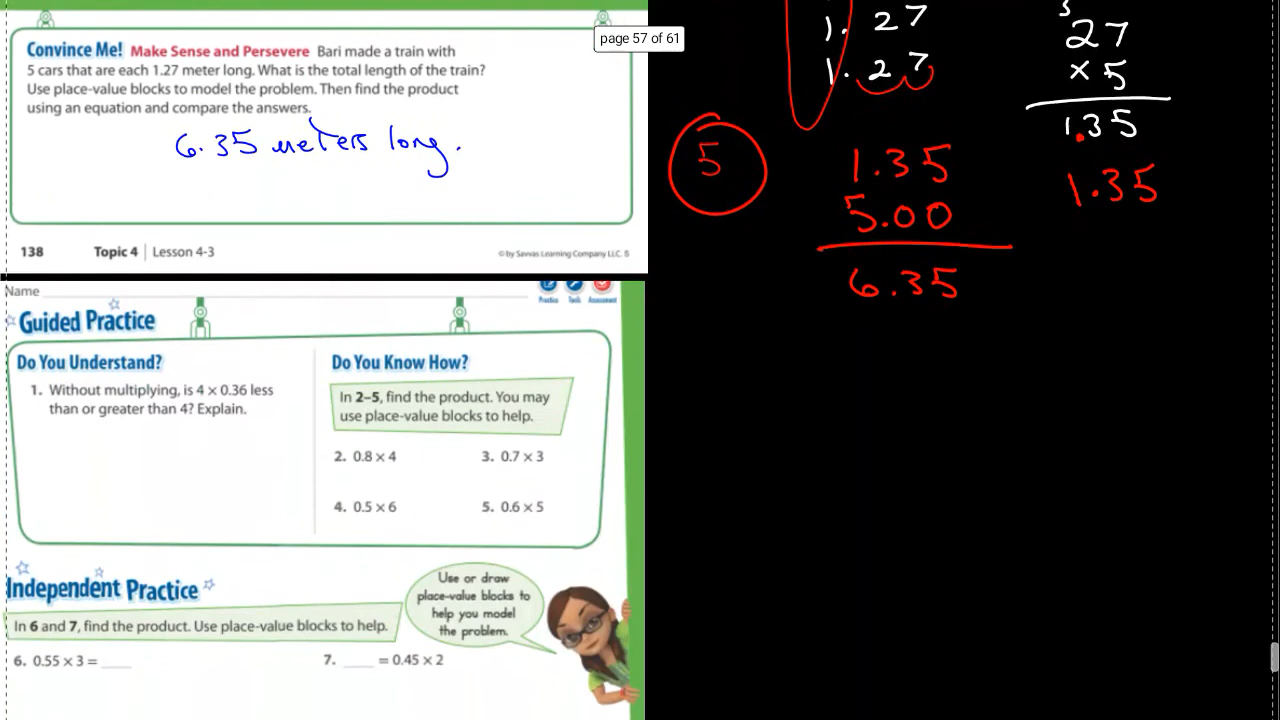 Convince Me! Make Sense and Persevere Bari made a train with
5 cars that are each 1.27 meter long. What is the total length of the train?
Use place-value blocks to model the problem. Then find the product
using an equation and compare the answers.
6.35 meters long.
138 Topic 4 Lesson 4-3
© by Savvas Learning Company LLC. 5
page 57 of 61
1. 27
1. 27
5
1.35
5.00
6.35
3
27
×5
1.35
1.35
Name
Practice Tools Assessment
Guided Practice
Do You Understand?
1. Without multiplying, is 4 × 0.36 less
than or greater than 4? Explain.
Do You Know How?
In 2–5, find the product. You may
use place-value blocks to help.
2. 0.8 × 4
3. 0.7 × 3
4. 0.5 × 6
5. 0.6 × 5
Independent Practice
In 6 and 7, find the product. Use place-value blocks to help.
Use or draw
place-value blocks to
help you model
the problem.
6. 0.55 × 3 = ____
7. ____ = 0.45 × 2